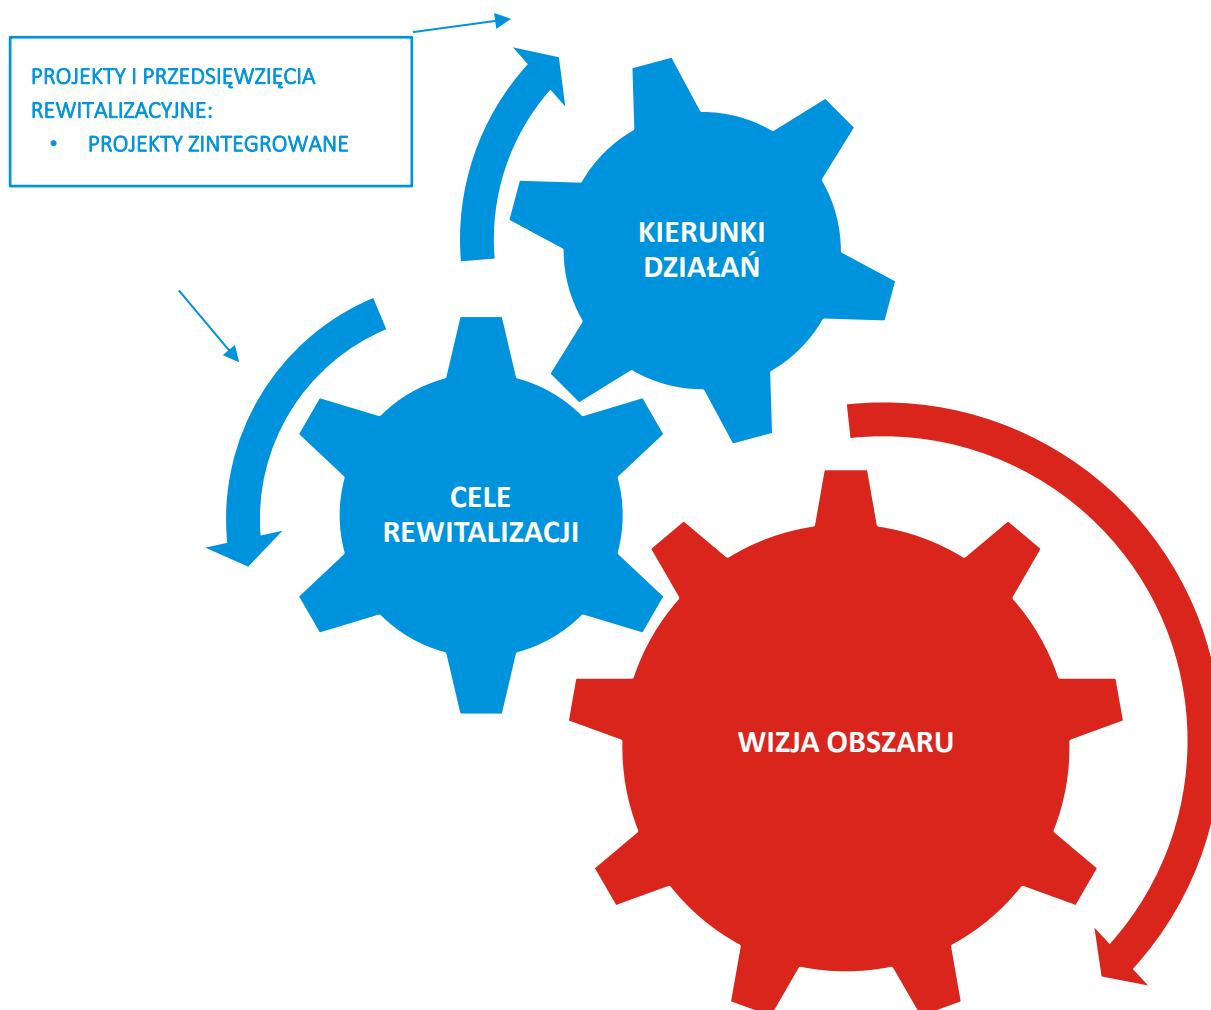 PROJEKTY I PRZEDSIĘWZIĘCIA
REWITALIZACYJNE:
• PROJEKTY ZINTEGROWANE
KIERUNKI
DZIAŁAŃ
CELE
REWITALIZACJI
WIZJA OBSZARU